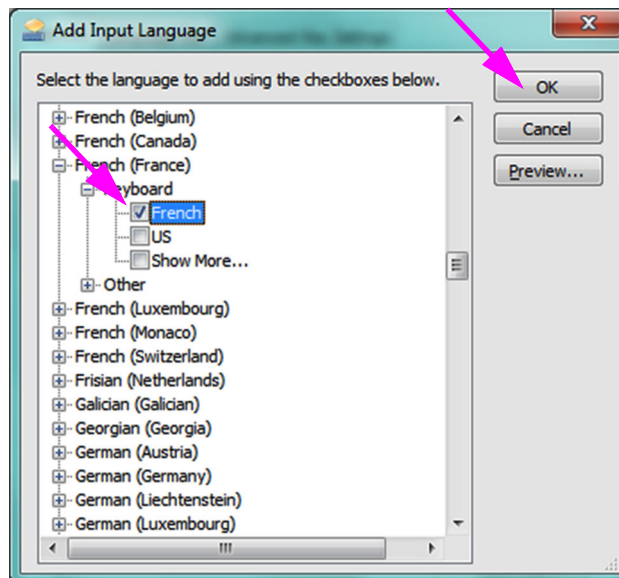 Add Input Language
Select the language to add using the checkboxes below.
French (Belgium)
French (Canada)
French (France)
Keyboard
French
US
Show More...
Other
French (Luxembourg)
French (Monaco)
French (Switzerland)
Frisian (Netherlands)
Galician (Galician)
Georgian (Georgia)
German (Austria)
German (Germany)
German (Liechtenstein)
German (Luxembourg)
OK
Cancel
Preview...